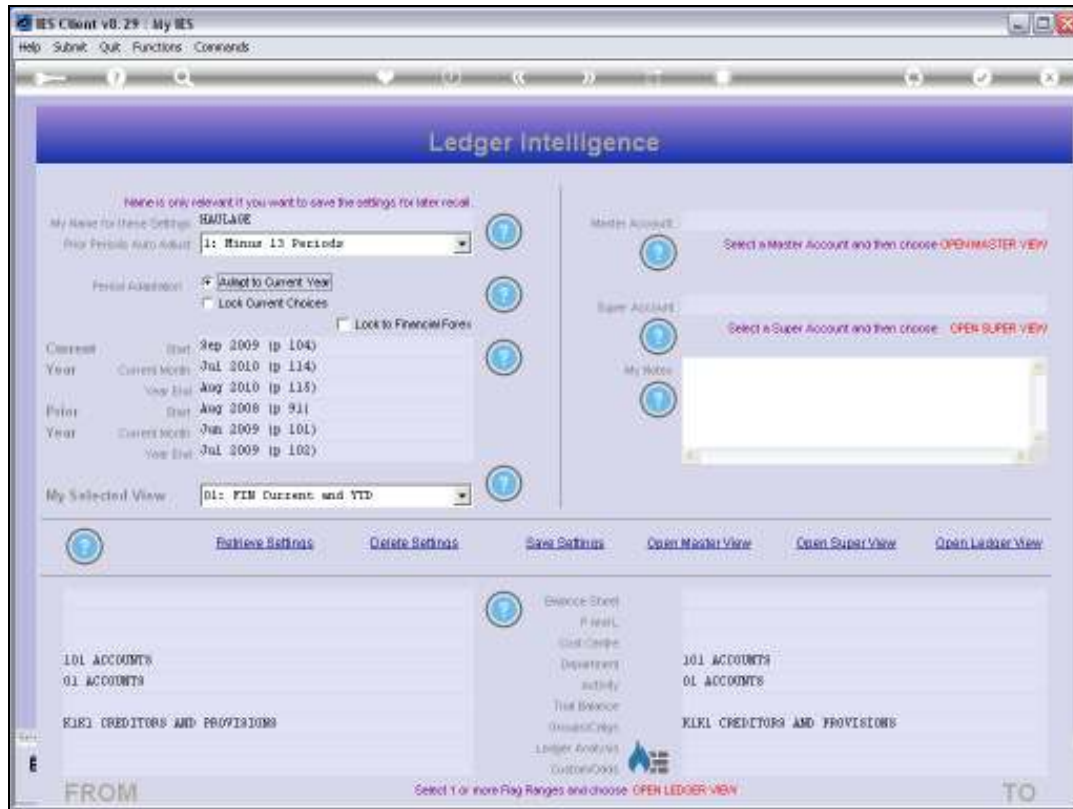 IES Client v8.29 : My IES
Help Submit Quit Functions Commands
Ledger Intelligence
Name is only relevant if you want to save the settings for later recall.
My Name for these Settings HAULAGE
Prior Periods Auto Adjust 1: Minus 13 Periods
Period Adaptation Adapt to Current Year
Lock Current Choices
Lock to Financial Forex
Current Year Start Sep 2009 (p 104)
Current Month Jul 2010 (p 114)
Year End Aug 2010 (p 115)
Prior Year Start Aug 2008 (p 91)
Current Month Jun 2009 (p 101)
Year End Jul 2009 (p 102)
My Selected View 01: FIN Current and YTD
Master Account
Select a Master Account and then choose OPEN MASTER VIEW
Super Account
Select a Super Account and then choose OPEN SUPER VIEW
My Notes
Retrieve Settings Delete Settings Save Settings Open Master View Open Super View Open Ledger View
Balance Sheet
P and L
Cost Centre
101 ACCOUNTS Department 101 ACCOUNTS
01 ACCOUNTS Activity 01 ACCOUNTS
Trial Balance
K1K1 CREDITORS AND PROVISIONS K1K1 CREDITORS AND PROVISIONS
Ledger Analysis
FROM Select 1 or more Flag Ranges and choose OPEN LEDGER VIEW TO